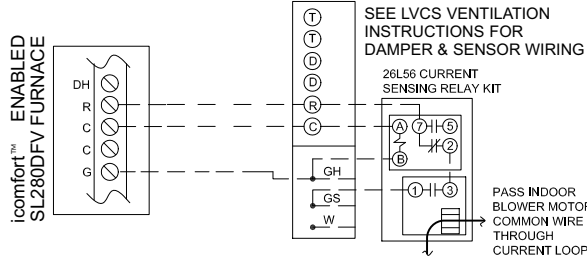 icomfort™ ENABLED
SL280DFV FURNACE
DH
R
C
C
G
T
T
D
D
R
C
GH
GS
W
SEE LVCS VENTILATION
INSTRUCTIONS FOR
DAMPER & SENSOR WIRING
26L56 CURRENT
SENSING RELAY KIT
A 7 5
2
B
1 3
PASS INDOOR
BLOWER MOTOR
COMMON WIRE
THROUGH
CURRENT LOOP